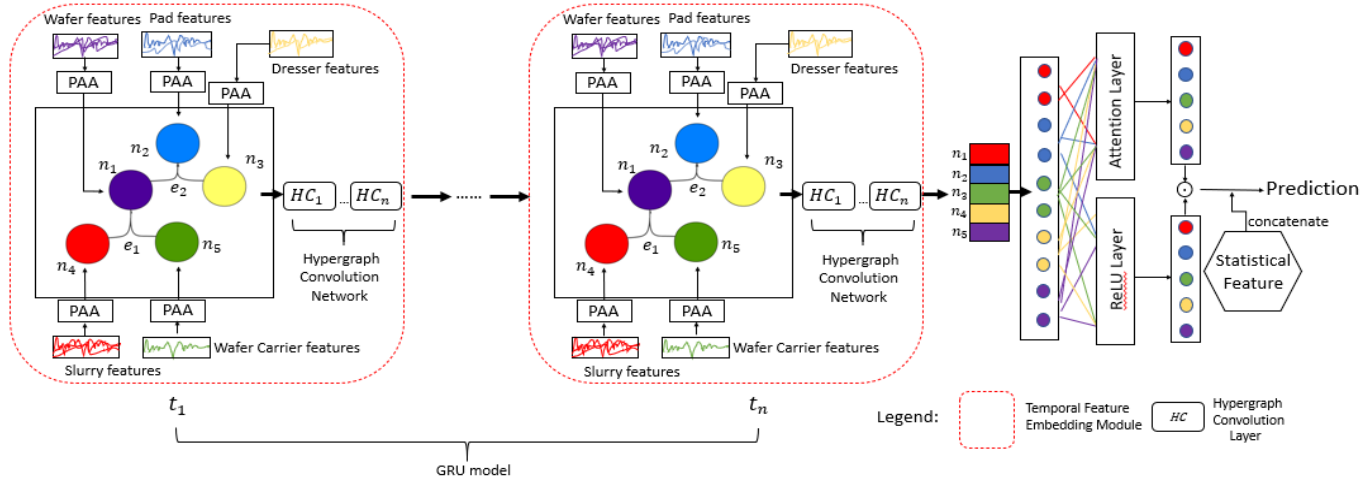 Wafer features
Pad features
Dresser features
PAA
PAA
PAA
n₂
n₁
n₃
e₂
e₁
n₄
n₅
HC₁ ... HCₙ
Hypergraph
Convolution
Network
PAA
PAA
Wafer Carrier features
Slurry features
t₁
......
Wafer features
Pad features
Dresser features
PAA
PAA
PAA
n₂
n₁
n₃
e₂
e₁
n₄
n₅
HC₁ ... HCₙ
Hypergraph
Convolution
Network
PAA
PAA
Wafer Carrier features
Slurry features
tₙ
GRU model
n₁
n₂
n₃
n₄
n₅
Attention Layer
ReLU Layer
Prediction
concatenate
Statistical
Feature
Legend:
Temporal Feature
Embedding Module
HC
Hypergraph
Convolution
Layer